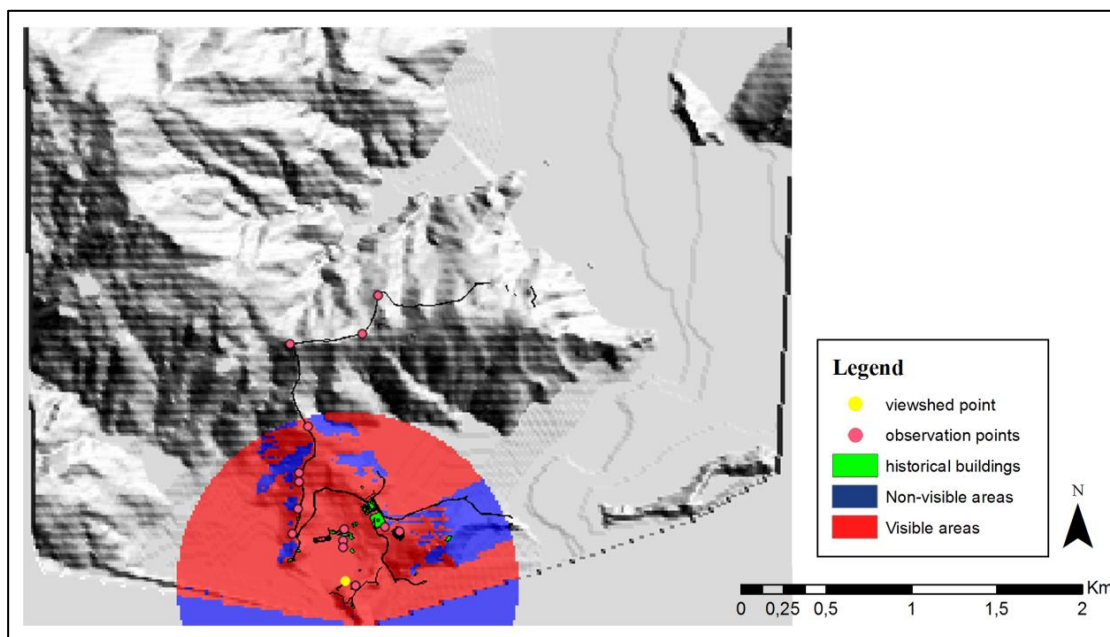 Legend
viewshed point
observation points
historical buildings
Non-visible areas
Visible areas
N
Km
0 0,25 0,5 1 1,5 2